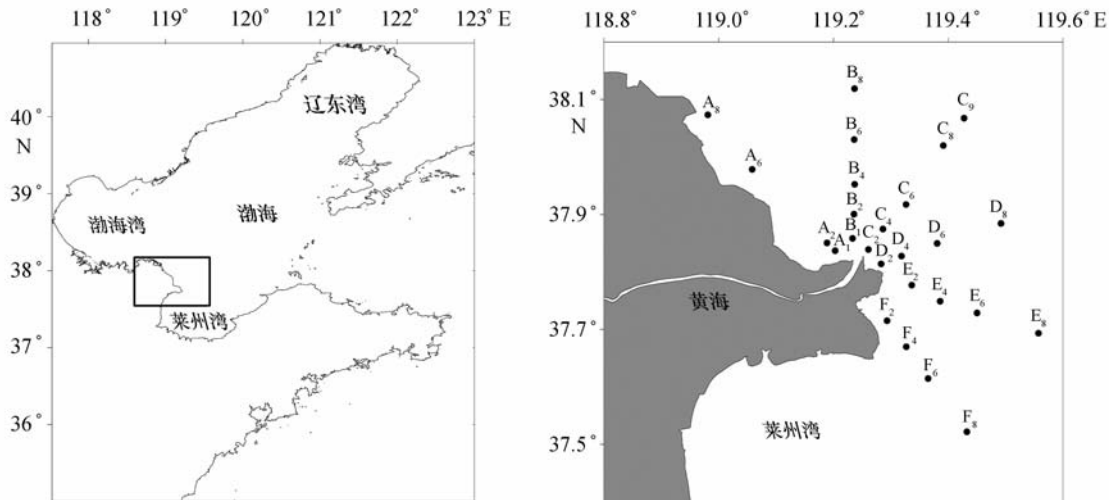 118° 119° 120° 121° 122° 123° E
40°
N
39°
38°
37°
36°
辽东湾
渤海湾
渤海
莱州湾
118.8° 119.0° 119.2° 119.4° 119.6° E
38.1°
N
37.9°
37.7°
37.5°
B₈
A₈
C₉
B₆
C₈
A₆
B₄
C₆
B₂
D₈
C₄
A₂
B₁
D₆
A₁
C₂
D₄
D₂
E₂
E₄
黄海
F₂
E₆
E₈
F₄
F₆
F₈
莱州湾